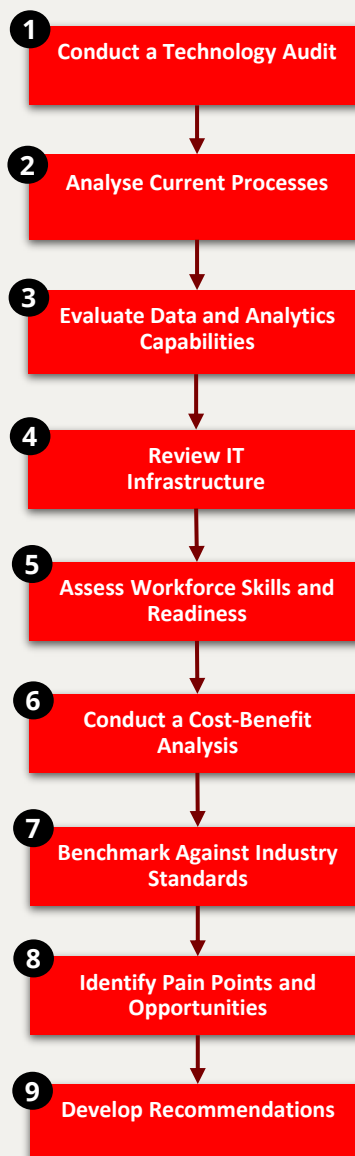 1
Conduct a Technology Audit
2
Analyse Current Processes
3
Evaluate Data and Analytics
Capabilities
4
Review IT
Infrastructure
5
Assess Workforce Skills and
Readiness
6
Conduct a Cost-Benefit
Analysis
7
Benchmark Against Industry
Standards
8
Identify Pain Points and
Opportunities
9
Develop Recommendations